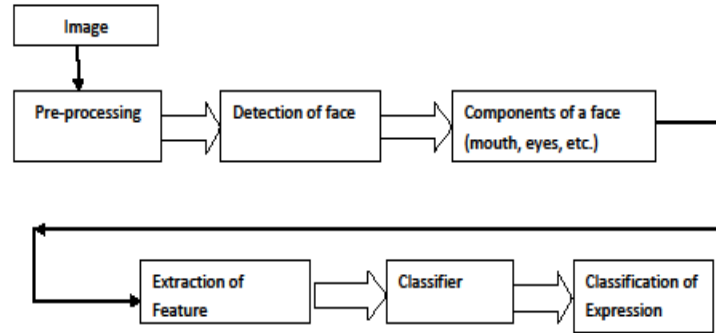 Image
Pre-processing
Detection of face
Components of a face
(mouth, eyes, etc.)
Extraction of
Feature
Classifier
Classification of
Expression